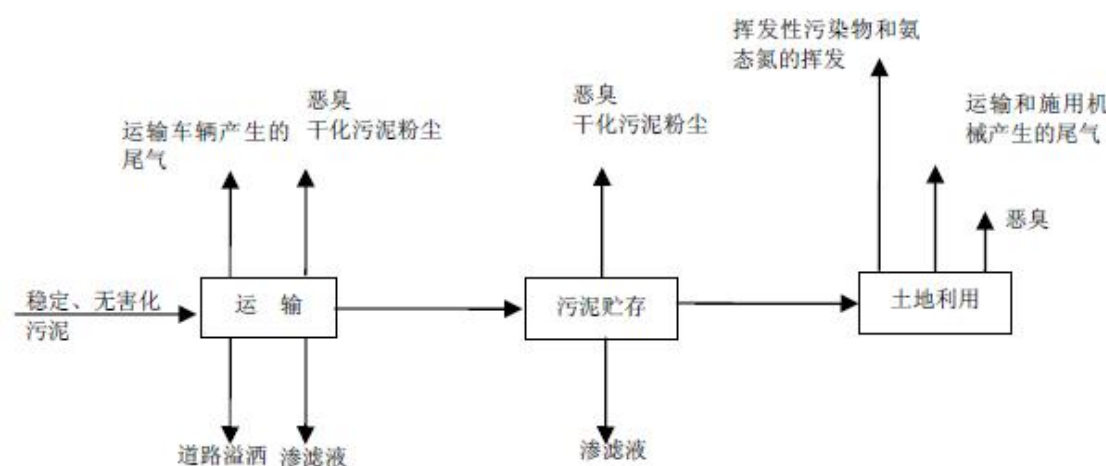 挥发性污染物和氨
态氮的挥发
恶臭
干化污泥粉尘
恶臭
干化污泥粉尘
运输车辆产生的
尾气
运输和施用机
械产生的尾气
恶臭
稳定、无害化
污泥
运 输
污泥贮存
土地利用
道路溢洒
渗滤液
渗滤液